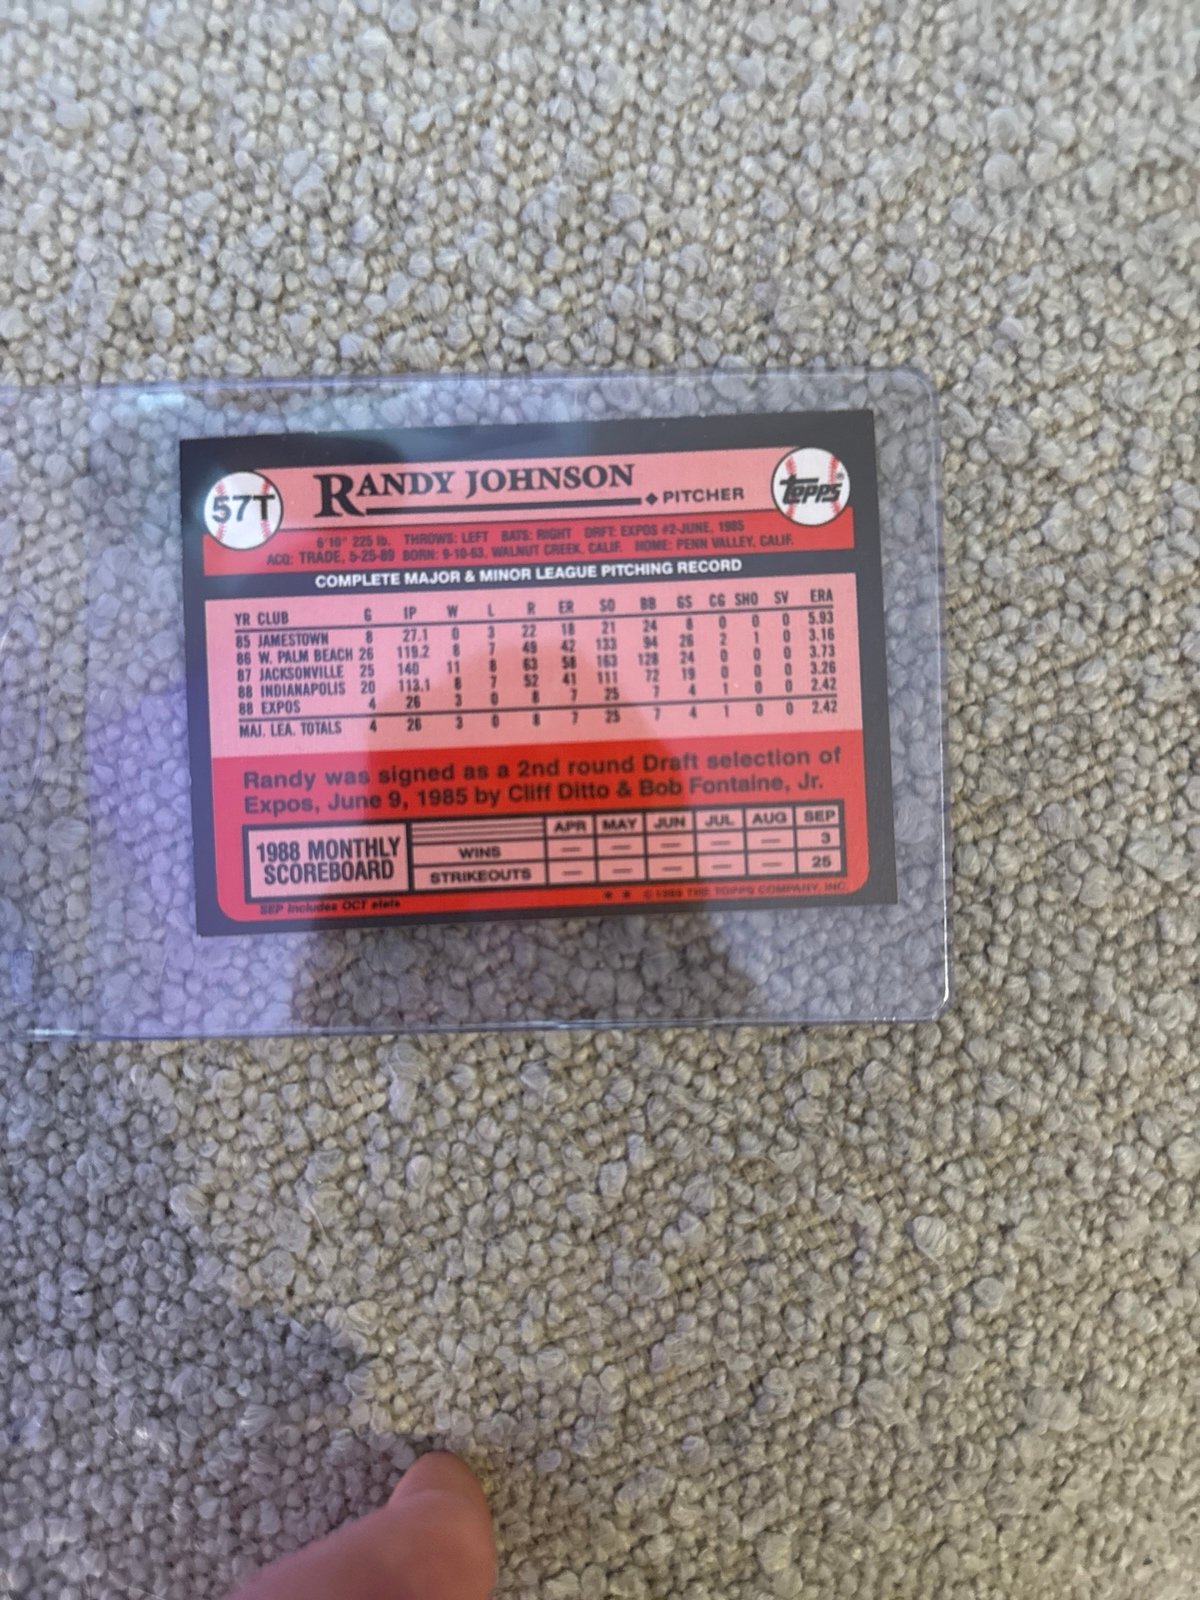 57T
RANDY JOHNSON
◆ PITCHER
Topps®
6'10" 225 lb. THROWS: LEFT BATS: RIGHT DRFT: EXPOS #2-JUNE, 1985
ACQ: TRADE, 5-25-89 BORN: 9-10-63, WALNUT CREEK, CALIF. HOME: PENN VALLEY, CALIF.
COMPLETE MAJOR & MINOR LEAGUE PITCHING RECORD
YR CLUB G IP W L R ER SO BB GS CG SHO SV ERA
85 JAMESTOWN 8 27.1 0 3 22 18 21 24 8 0 0 0 5.93
86 W. PALM BEACH 26 119.2 8 7 49 42 133 94 26 2 1 0 3.16
87 JACKSONVILLE 25 140 11 8 63 58 163 128 24 0 0 0 3.73
88 INDIANAPOLIS 20 113.1 8 7 52 41 111 72 19 0 0 0 3.26
88 EXPOS 4 26 3 0 8 7 25 7 4 1 0 0 2.42
MAJ. LEA. TOTALS 4 26 3 0 8 7 25 7 4 1 0 0 2.42
Randy was signed as a 2nd round Draft selection of
Expos, June 9, 1985 by Cliff Ditto & Bob Fontaine, Jr.
1988 MONTHLY
SCOREBOARD
APR MAY JUN JUL AUG SEP
WINS — — — — — 3
STRIKEOUTS — — — — — 25
SEP includes OCT stats
* * © 1989 THE TOPPS COMPANY, INC.